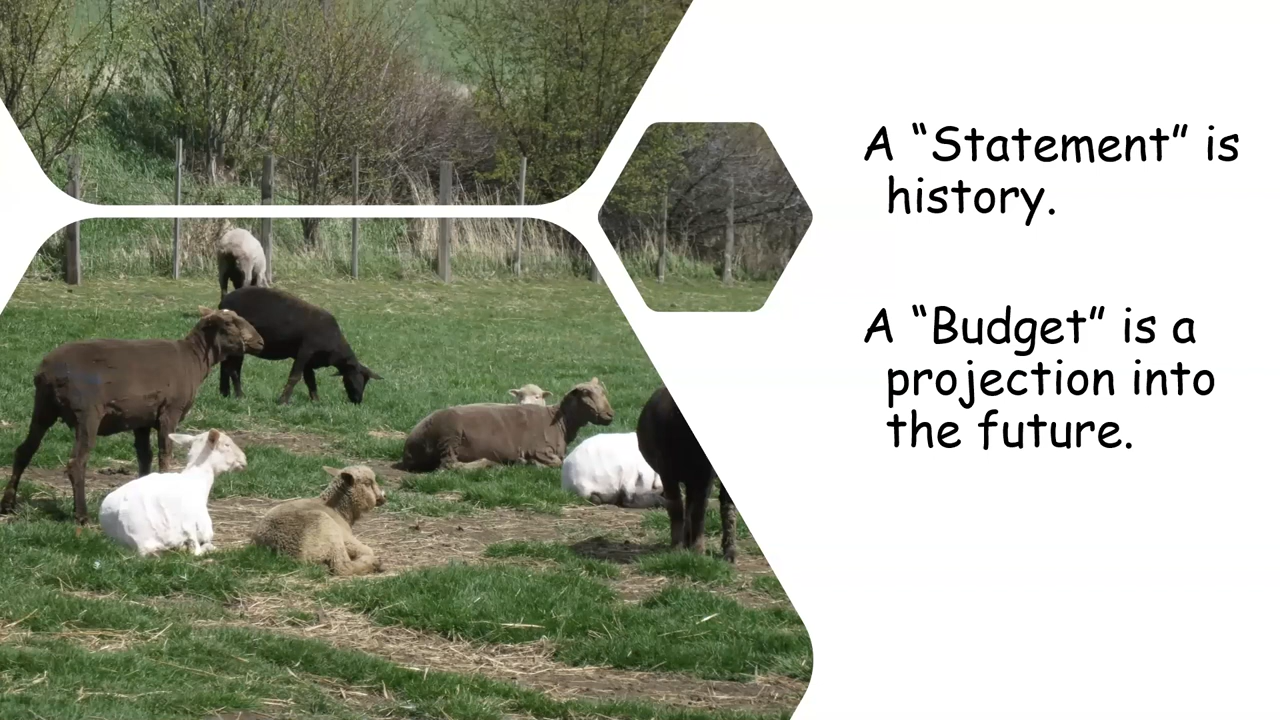 A “Statement” is
history.
A “Budget” is a
projection into
the future.